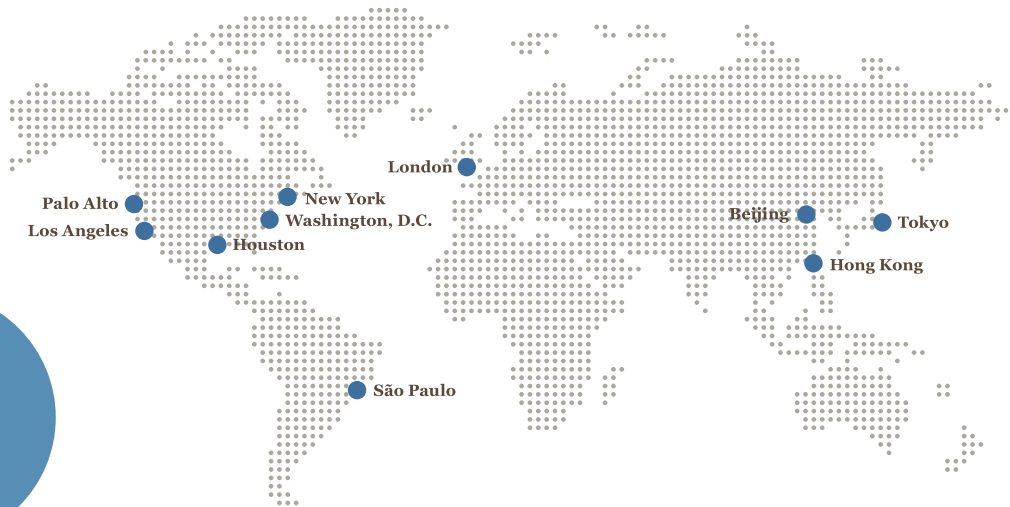 London
New York
Palo Alto
Beijing
Washington, D.C.
Tokyo
Los Angeles
Houston
Hong Kong
São Paulo